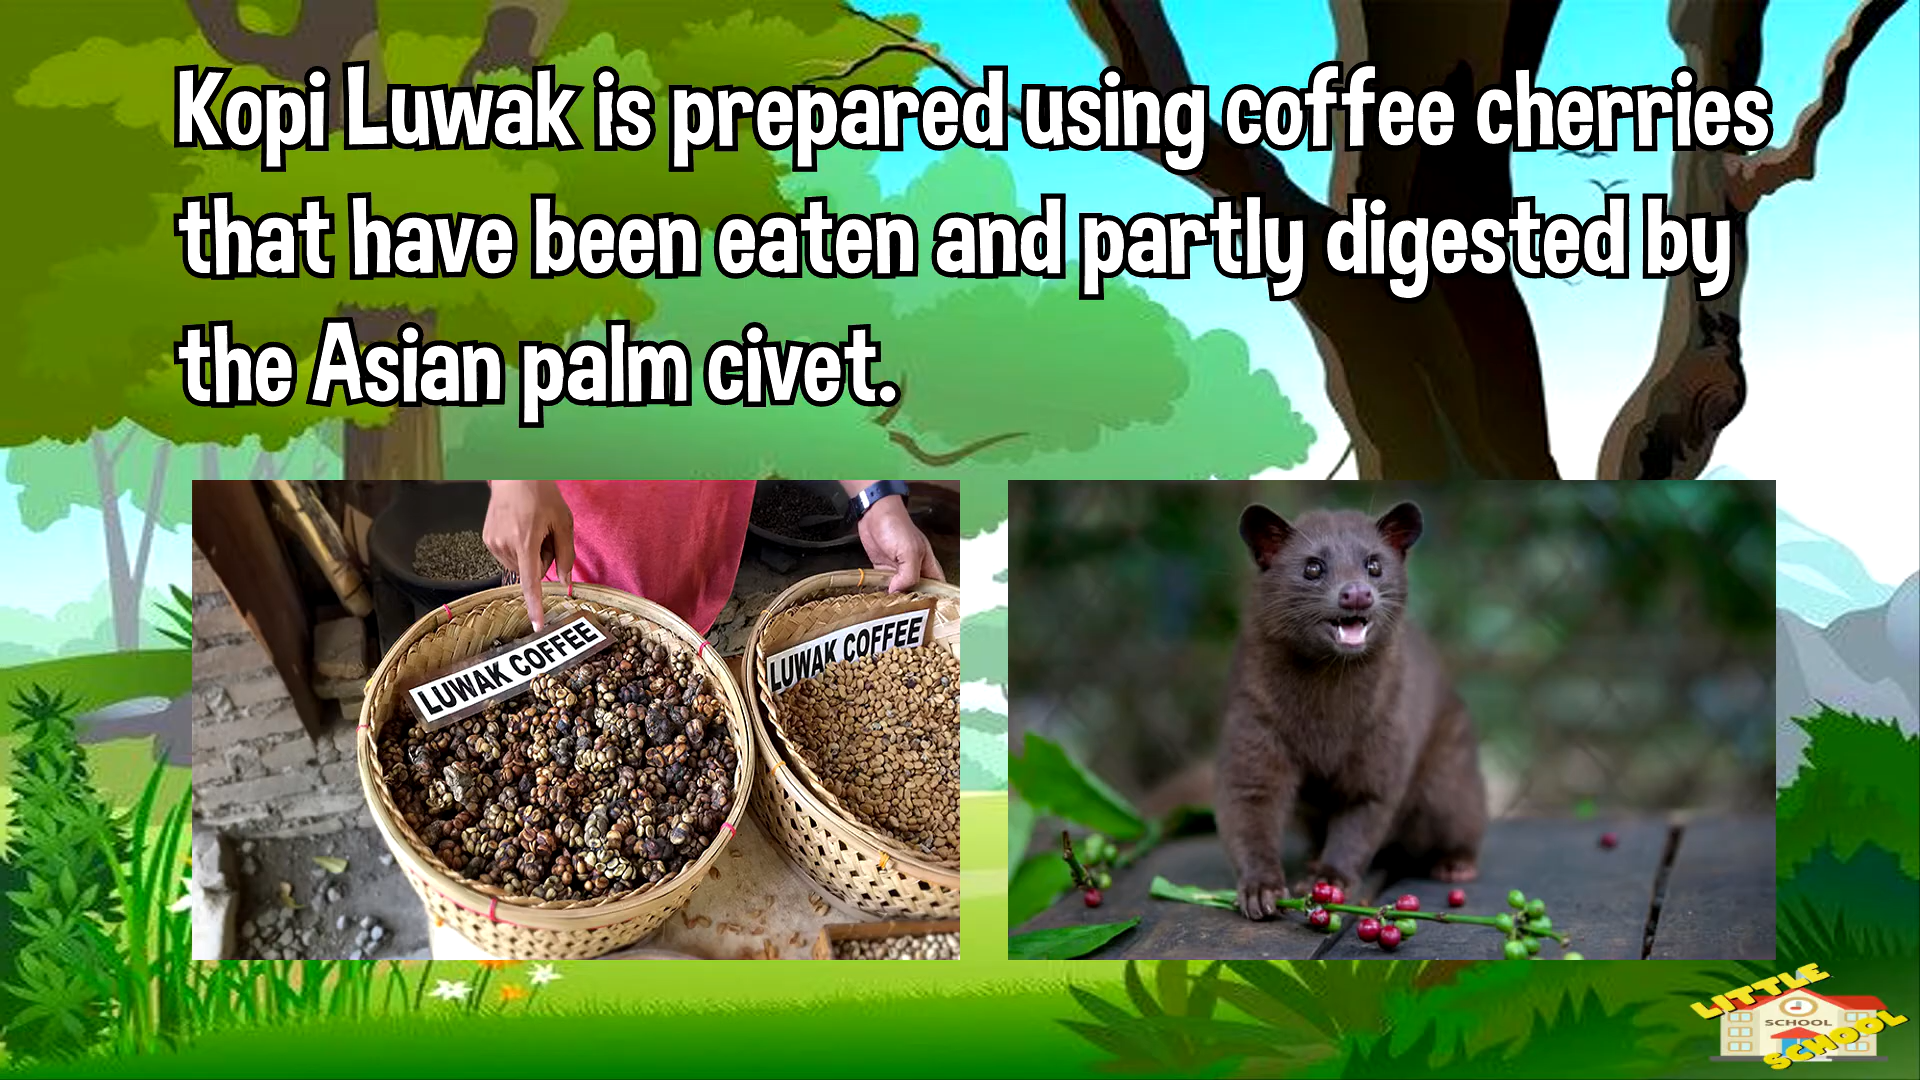 Kopi Luwak is prepared using coffee cherries
that have been eaten and partly digested by
the Asian palm civet.
LUWAK COFFEE
LUWAK COFFEE
LITTLE
SCHOOL
SCHOOL